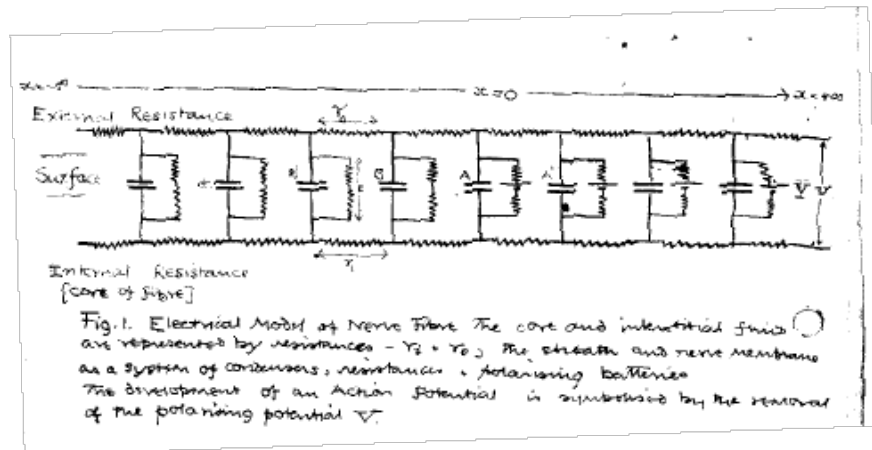 x=0
x=+∞
External Resistance
r₀
Surface
B A A'
V
r₁
Internal Resistance
[core of fibre]
Fig. 1. Electrical Model of Nerve Fibre The core and interstitial fluid
are represented by resistances - r₁ + r₀, the sheath and nerve membrane
as a system of condensers, resistances + polarising batteries
The development of an Action Potential is symbolised by the removal
of the polarising potential V.